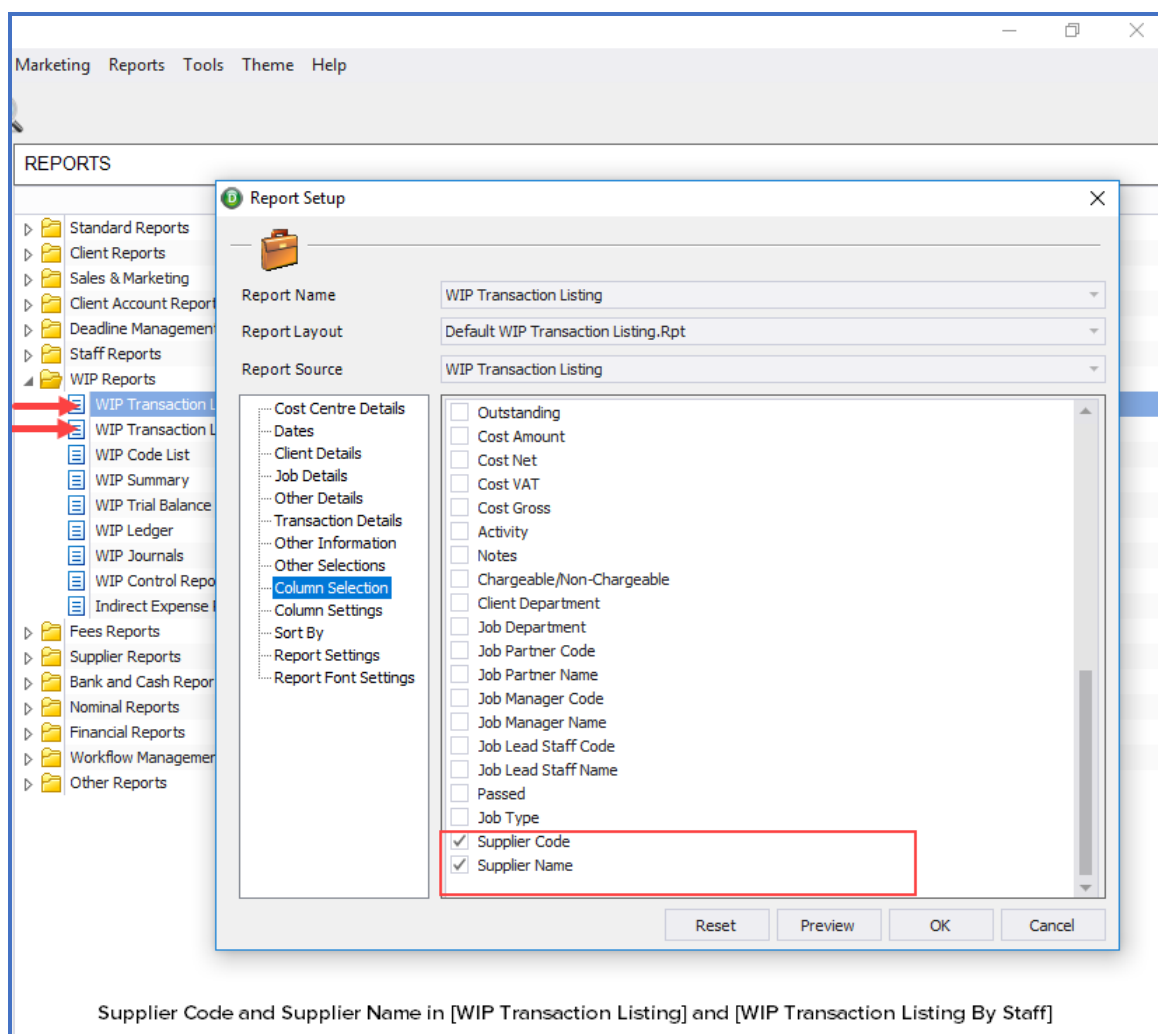 Marketing Reports Tools Theme Help
REPORTS
Standard Reports
Client Reports
Sales & Marketing
Client Account Report
Deadline Management
Staff Reports
WIP Reports
WIP Transaction L
WIP Transaction L
WIP Code List
WIP Summary
WIP Trial Balance
WIP Ledger
WIP Journals
WIP Control Repo
Indirect Expense
Fees Reports
Supplier Reports
Bank and Cash Repor
Nominal Reports
Financial Reports
Workflow Managemen
Other Reports
D Report Setup
Report Name WIP Transaction Listing
Report Layout Default WIP Transaction Listing.Rpt
Report Source WIP Transaction Listing
Cost Centre Details
Dates
Client Details
Job Details
Other Details
Transaction Details
Other Information
Other Selections
Column Selection
Column Settings
Sort By
Report Settings
Report Font Settings
Outstanding
Cost Amount
Cost Net
Cost VAT
Cost Gross
Activity
Notes
Chargeable/Non-Chargeable
Client Department
Job Department
Job Partner Code
Job Partner Name
Job Manager Code
Job Manager Name
Job Lead Staff Code
Job Lead Staff Name
Passed
Job Type
Supplier Code
Supplier Name
Reset Preview OK Cancel
Supplier Code and Supplier Name in [WIP Transaction Listing] and [WIP Transaction Listing By Staff]